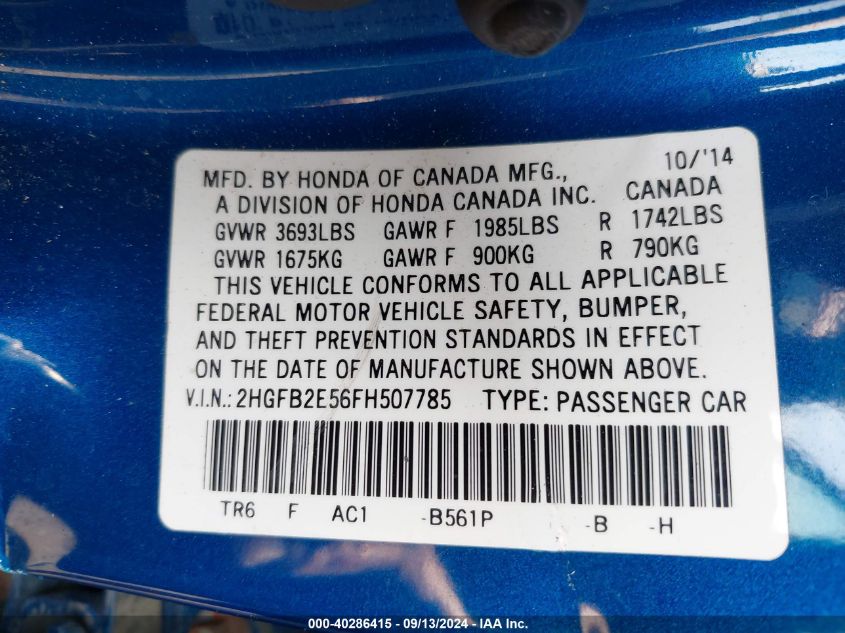 10/'14
MFD. BY HONDA OF CANADA MFG.,
A DIVISION OF HONDA CANADA INC. CANADA
GVWR 3693LBS GAWR F 1985LBS R 1742LBS
GVWR 1675KG GAWR F 900KG R 790KG
THIS VEHICLE CONFORMS TO ALL APPLICABLE
FEDERAL MOTOR VEHICLE SAFETY, BUMPER,
AND THEFT PREVENTION STANDARDS IN EFFECT
ON THE DATE OF MANUFACTURE SHOWN ABOVE.
V.I.N.: 2HGFB2E56FH507785 TYPE: PASSENGER CAR
TR6 F AC1 -B561P -B -H
000-40286415 - 09/13/2024 - IAA Inc.